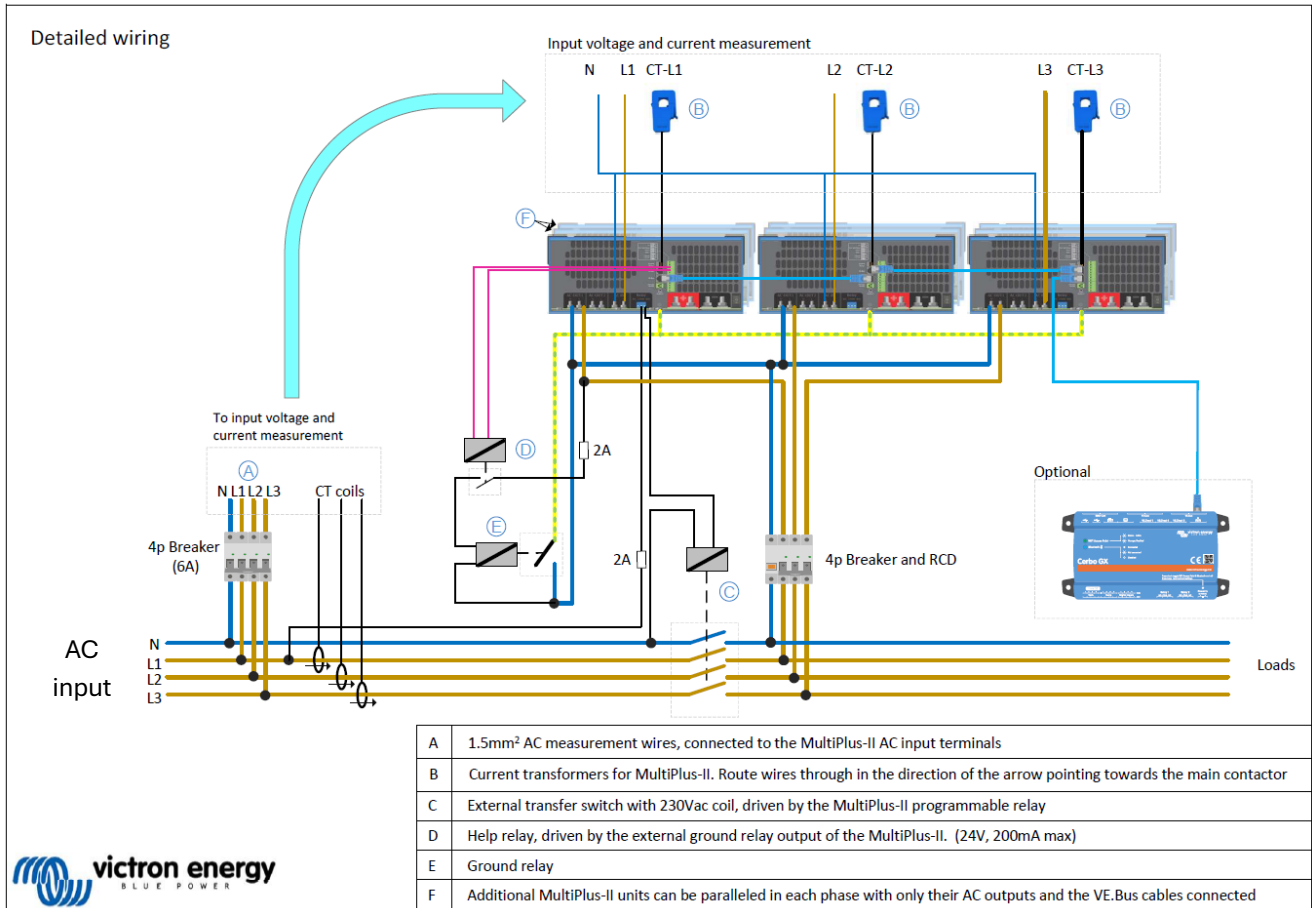 Detailed wiring
Input voltage and current measurement
N L1 CT-L1 L2 CT-L2 L3 CT-L3
B B B
F
To input voltage and
current measurement
A
N L1 L2 L3 CT coils
D
2A
E
4p Breaker
(6A)
2A
C
4p Breaker and RCD
Optional
Cerbo GX
AC
input
N
L1
L2
L3
Loads
A 1.5mm² AC measurement wires, connected to the MultiPlus-II AC input terminals
B Current transformers for MultiPlus-II. Route wires through in the direction of the arrow pointing towards the main contactor
C External transfer switch with 230Vac coil, driven by the MultiPlus-II programmable relay
D Help relay, driven by the external ground relay output of the MultiPlus-II. (24V, 200mA max)
E Ground relay
F Additional MultiPlus-II units can be paralleled in each phase with only their AC outputs and the VE.Bus cables connected
victron energy
BLUE POWER